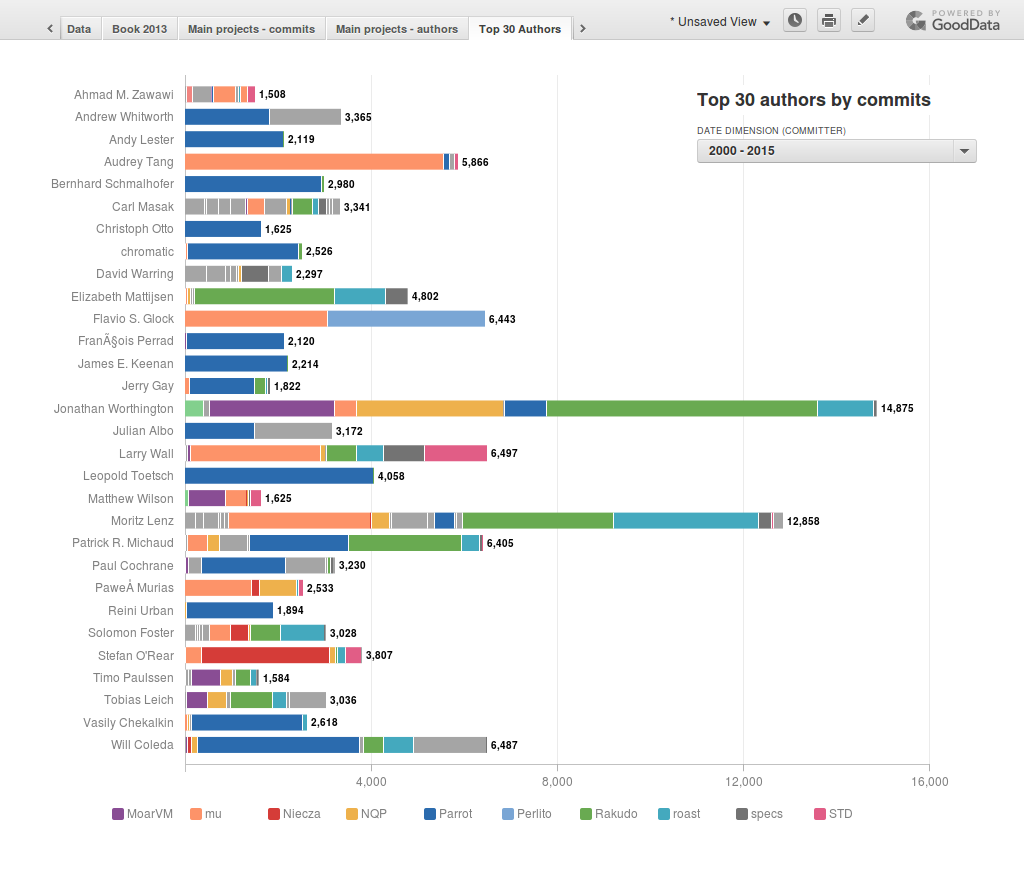 Data
Book 2013
Main projects - commits
Main projects - authors
Top 30 Authors
* Unsaved View
POWERED BY
GoodData
Top 30 authors by commits
DATE DIMENSION (COMMITTER)
2000 - 2015
Ahmad M. Zawawi 1,508
Andrew Whitworth 3,365
Andy Lester 2,119
Audrey Tang 5,866
Bernhard Schmalhofer 2,980
Carl Masak 3,341
Christoph Otto 1,625
chromatic 2,526
David Warring 2,297
Elizabeth Mattijsen 4,802
Flavio S. Glock 6,443
FranÃ§ois Perrad 2,120
James E. Keenan 2,214
Jerry Gay 1,822
Jonathan Worthington 14,875
Julian Albo 3,172
Larry Wall 6,497
Leopold Toetsch 4,058
Matthew Wilson 1,625
Moritz Lenz 12,858
Patrick R. Michaud 6,405
Paul Cochrane 3,230
PaweÅ Murias 2,533
Reini Urban 1,894
Solomon Foster 3,028
Stefan O'Rear 3,807
Timo Paulssen 1,584
Tobias Leich 3,036
Vasily Chekalkin 2,618
Will Coleda 6,487
4,000 8,000 12,000 16,000
MoarVM mu Niecza NQP Parrot Perlito Rakudo roast specs STD